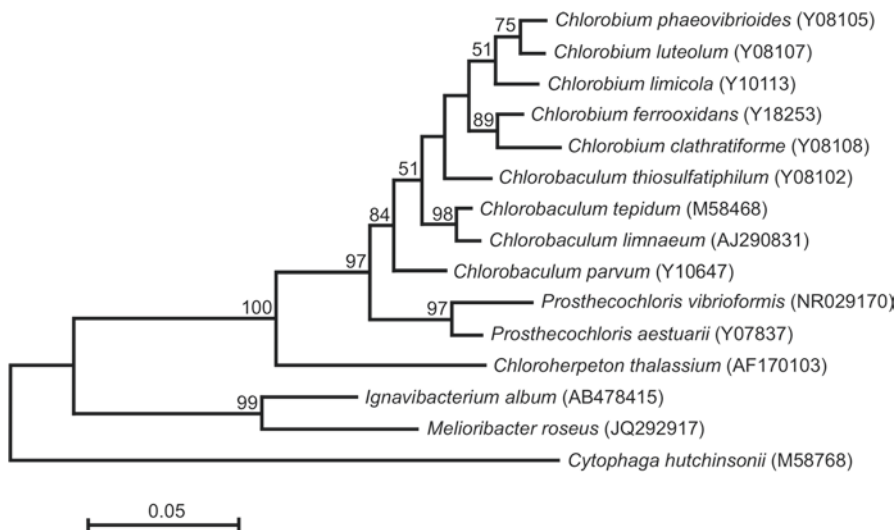 75
Chlorobium phaeovibrioides (Y08105)
Chlorobium luteolum (Y08107)
51
Chlorobium limicola (Y10113)
Chlorobium ferrooxidans (Y18253)
89
Chlorobium clathratiforme (Y08108)
51
Chlorobaculum thiosulfatiphilum (Y08102)
98
Chlorobaculum tepidum (M58468)
84
Chlorobaculum limnaeum (AJ290831)
97
Chlorobaculum parvum (Y10647)
Prosthecochloris vibrioformis (NR029170)
100
97
Prosthecochloris aestuarii (Y07837)
Chloroherpeton thalassium (AF170103)
99
Ignavibacterium album (AB478415)
Melioribacter roseus (JQ292917)
Cytophaga hutchinsonii (M58768)
0.05